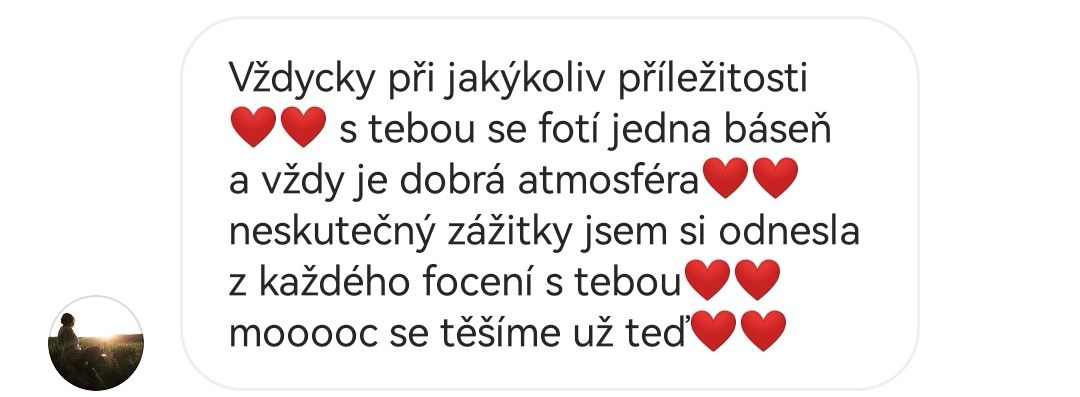 Vždycky při jakýkoliv příležitosti
❤️❤️ s tebou se fotí jedna báseň
a vždy je dobrá atmosféra❤️❤️
neskutečný zážitky jsem si odnesla
z každého focení s tebou❤️❤️
mooooc se těšíme už teď❤️❤️